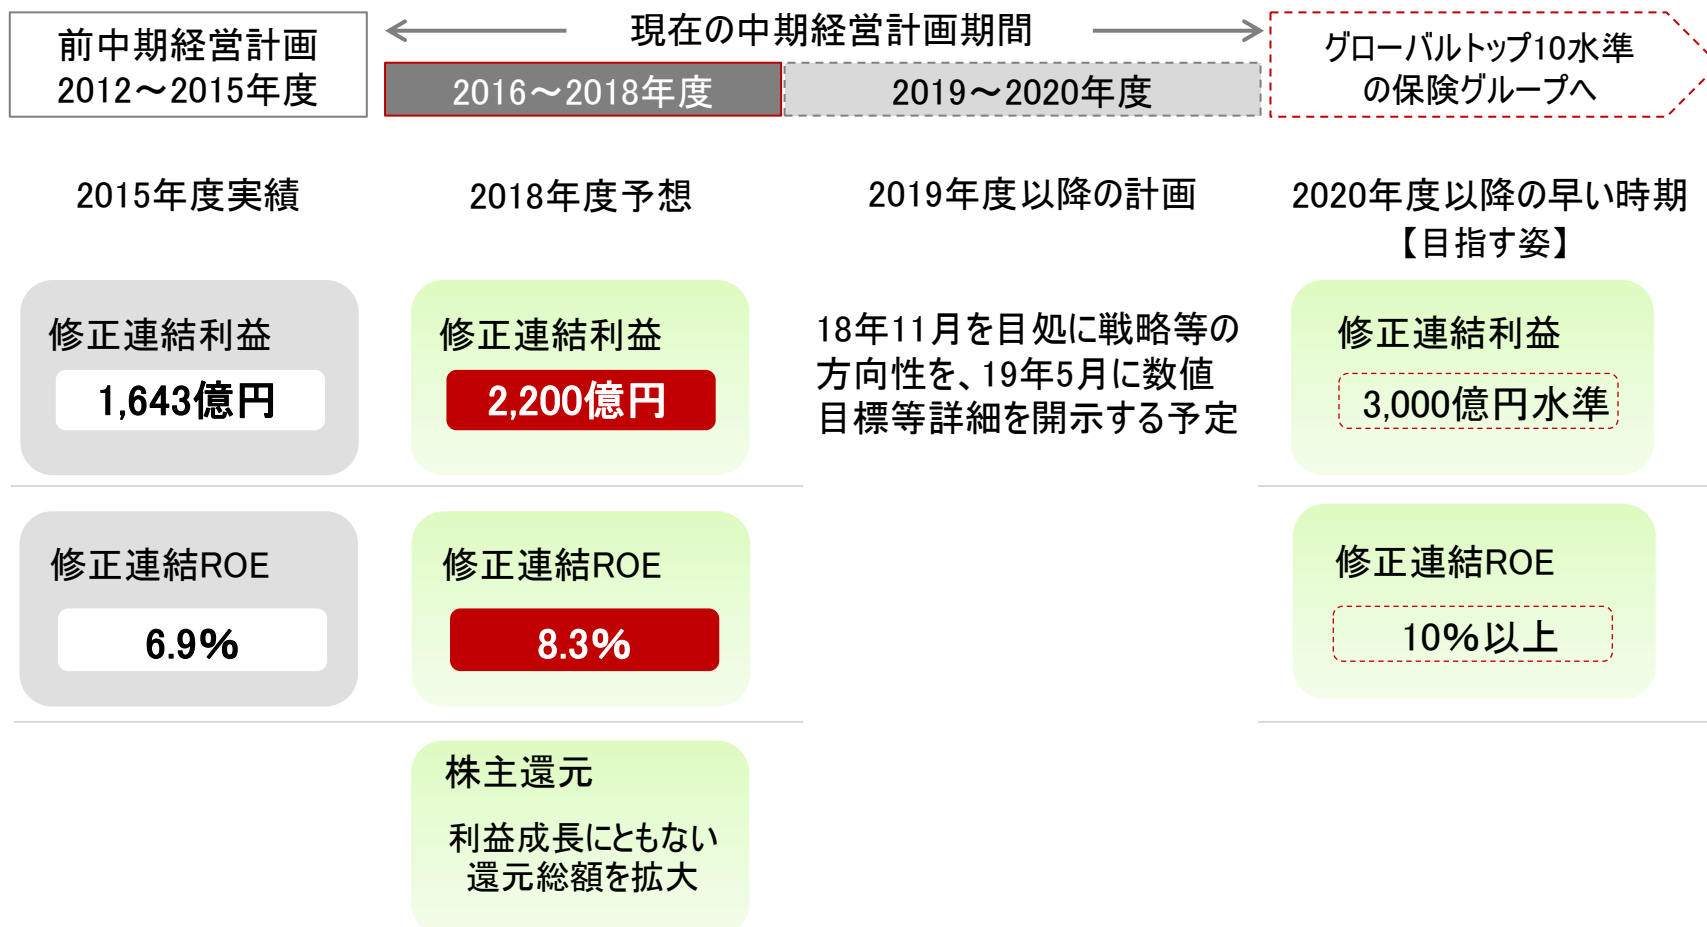 前中期経営計画
2012～2015年度
現在の中期経営計画期間
2016～2018年度
2019～2020年度
グローバルトップ10水準
の保険グループへ
2015年度実績
2018年度予想
2019年度以降の計画
2020年度以降の早い時期
【目指す姿】
修正連結利益
1,643億円
修正連結利益
2,200億円
18年11月を目処に戦略等の
方向性を、19年5月に数値
目標等詳細を開示する予定
修正連結利益
3,000億円水準
修正連結ROE
6.9%
修正連結ROE
8.3%
修正連結ROE
10%以上
株主還元
利益成長にともない
還元総額を拡大